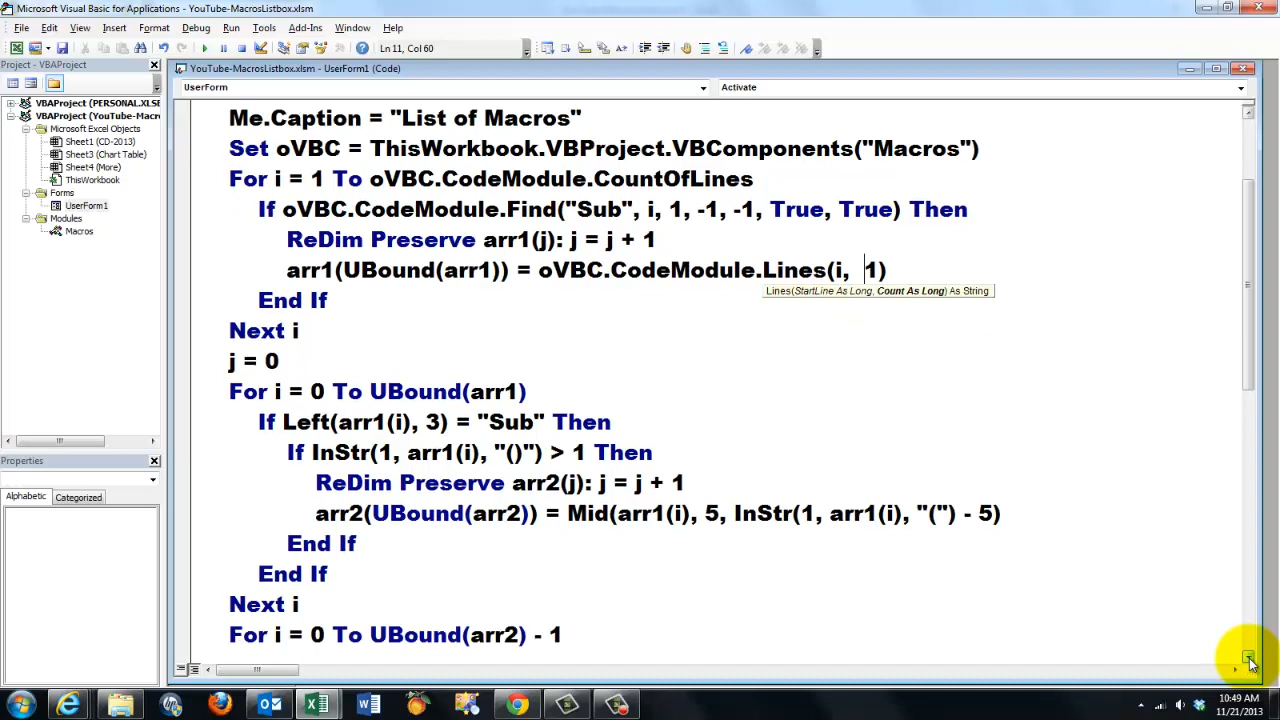 Microsoft Visual Basic for Applications - YouTube-MacrosListbox.xlsm
File Edit View Insert Format Debug Run Tools Add-Ins Window Help
Ln 11, Col 60
Project - VBAProject
YouTube-MacrosListbox.xlsm - UserForm1 (Code)
UserForm
Activate
VBAProject (PERSONAL.XLSE
VBAProject (YouTube-Macr
Microsoft Excel Objects
Sheet1 (CD-2013)
Sheet3 (Chart Table)
Sheet4 (More)
ThisWorkbook
Forms
UserForm1
Modules
Macros
Properties
Alphabetic Categorized
Me.Caption = "List of Macros"
Set oVBC = ThisWorkbook.VBProject.VBComponents("Macros")
For i = 1 To oVBC.CodeModule.CountOfLines
If oVBC.CodeModule.Find("Sub", i, 1, -1, -1, True, True) Then
ReDim Preserve arr1(j): j = j + 1
arr1(UBound(arr1)) = oVBC.CodeModule.Lines(i, 1)
Lines(StartLine As Long, Count As Long) As String
End If
Next i
j = 0
For i = 0 To UBound(arr1)
If Left(arr1(i), 3) = "Sub" Then
If InStr(1, arr1(i), "()") > 1 Then
ReDim Preserve arr2(j): j = j + 1
arr2(UBound(arr2)) = Mid(arr1(i), 5, InStr(1, arr1(i), "(") - 5)
End If
End If
Next i
For i = 0 To UBound(arr2) - 1
10:49 AM
11/21/2013